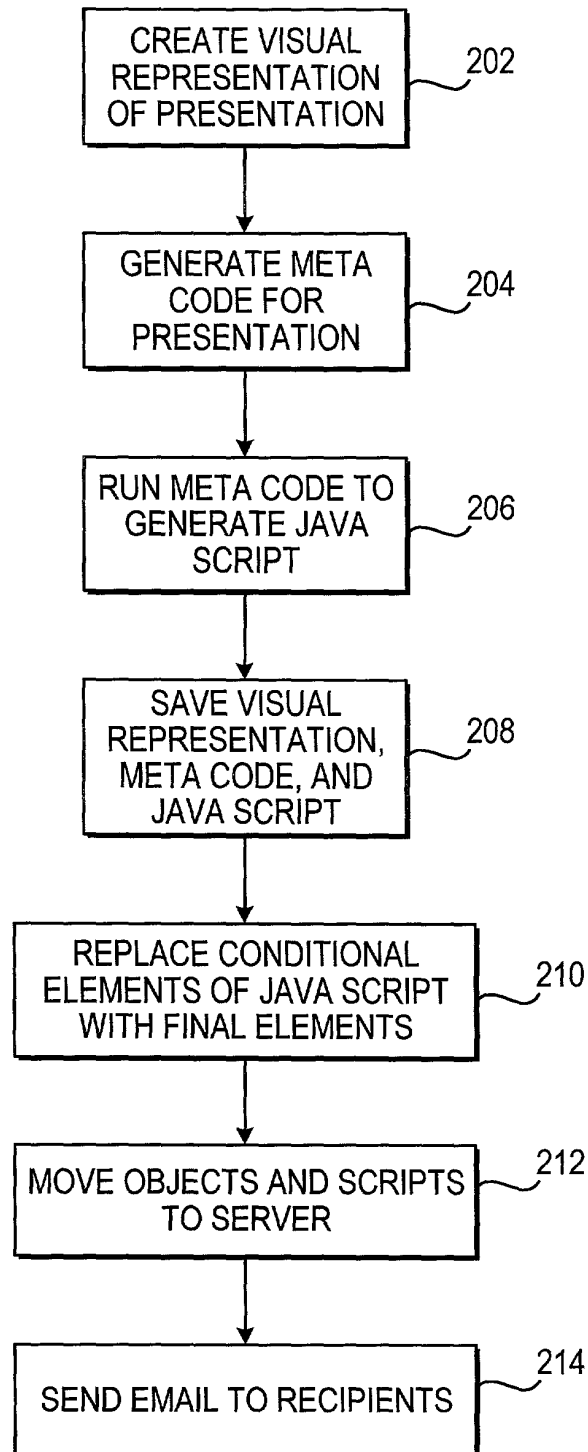 CREATE VISUAL
REPRESENTATION
OF PRESENTATION
202
GENERATE META
CODE FOR
PRESENTATION
204
RUN META CODE TO
GENERATE JAVA
SCRIPT
206
SAVE VISUAL
REPRESENTATION,
META CODE, AND
JAVA SCRIPT
208
REPLACE CONDITIONAL
ELEMENTS OF JAVA SCRIPT
WITH FINAL ELEMENTS
210
MOVE OBJECTS AND SCRIPTS
TO SERVER
212
SEND EMAIL TO RECIPIENTS
214